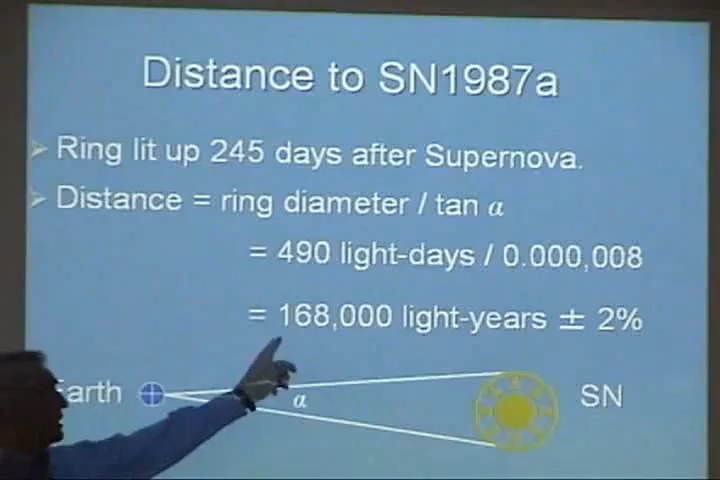 Distance to SN1987a
➢ Ring lit up 245 days after Supernova.
➢ Distance = ring diameter / tan α
= 490 light-days / 0.000,008
= 168,000 light-years ± 2%
Earth
α
SN